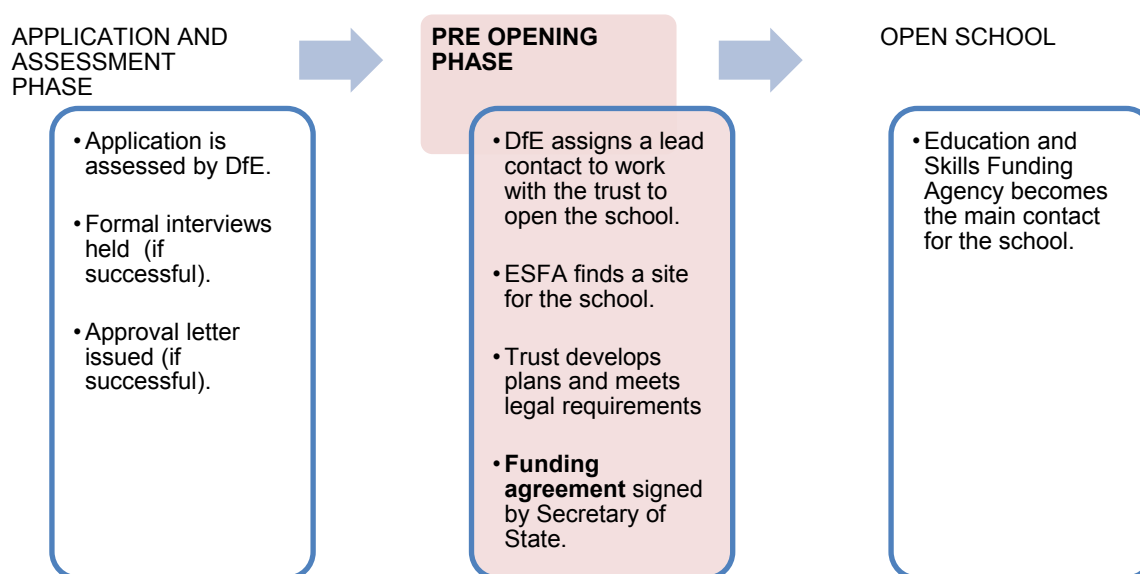 APPLICATION AND
ASSESSMENT
PHASE
• Application is
assessed by DfE.
• Formal interviews
held (if
successful).
• Approval letter
issued (if
successful).
PRE OPENING
PHASE
• DfE assigns a lead
contact to work
with the trust to
open the school.
• ESFA finds a site
for the school.
• Trust develops
plans and meets
legal requirements
• Funding
agreement signed
by Secretary of
State.
OPEN SCHOOL
• Education and
Skills Funding
Agency becomes
the main contact
for the school.